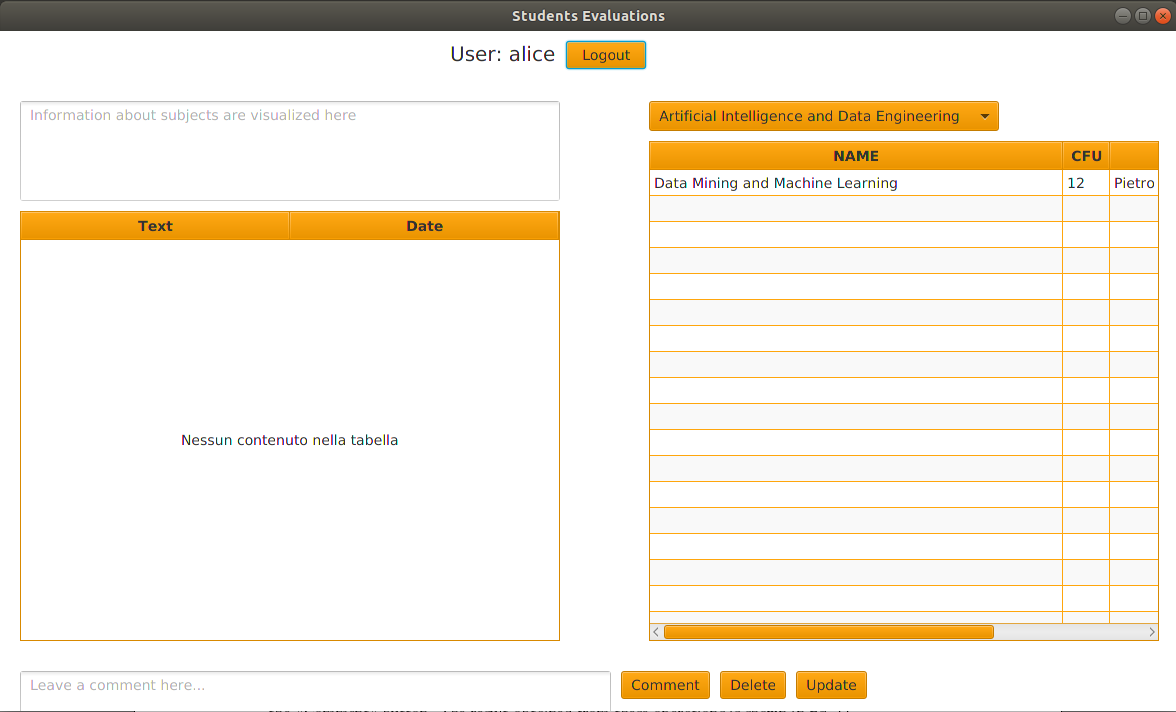 Students Evaluations
User: alice
Logout
Information about subjects are visualized here
Artificial Intelligence and Data Engineering
Text
Date
NAME
CFU
Data Mining and Machine Learning
12
Pietro
Nessun contenuto nella tabella
Leave a comment here...
Comment
Delete
Update